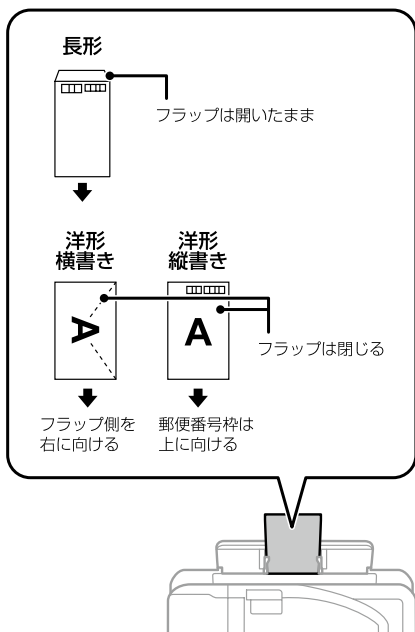 長形
フラップは開いたまま
洋形
横書き
洋形
縦書き
A
A
フラップは閉じる
フラップ側を
右に向ける
郵便番号枠は
上に向ける